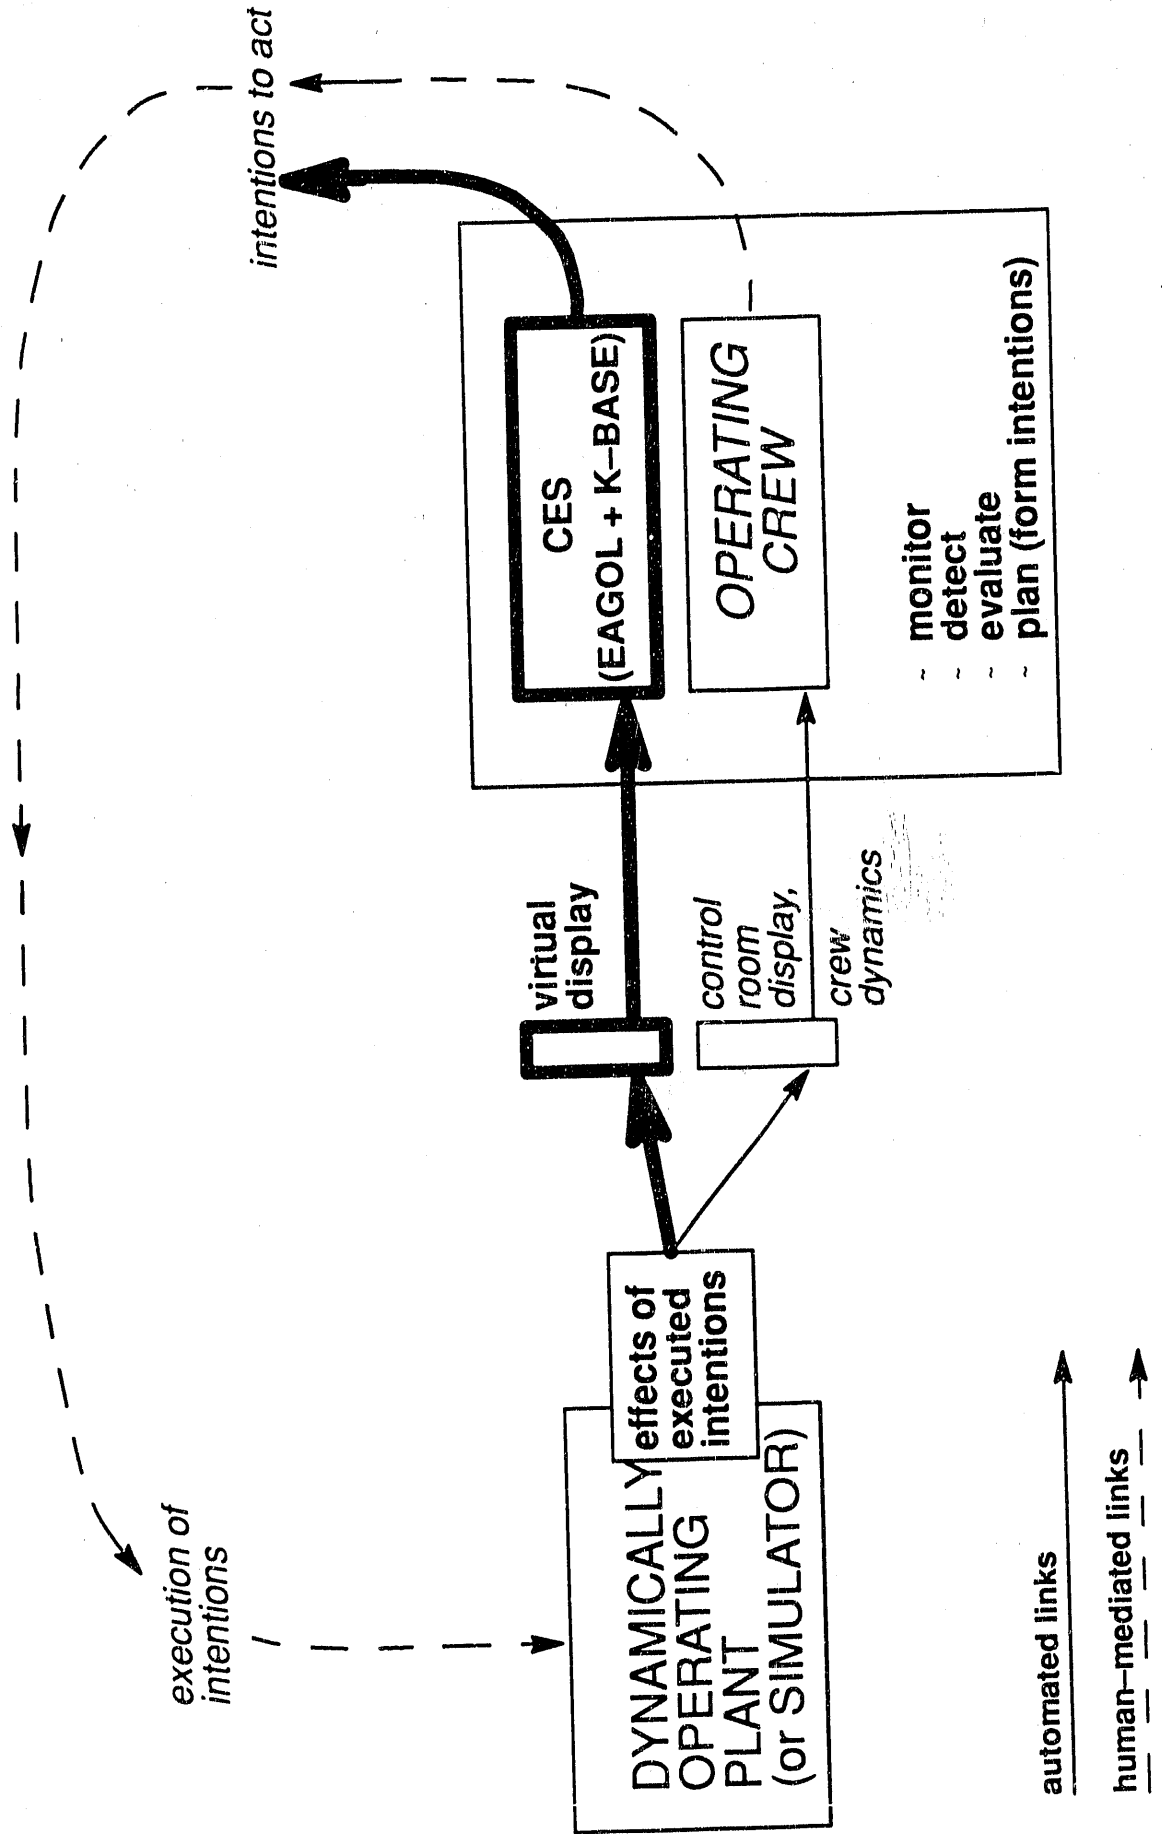 intentions to act
execution of
intentions
DYNAMICALLY
OPERATING
PLANT
(or SIMULATOR)
effects of
executed
intentions
virtual
display
control
room
display,
crew
dynamics
CES
(EAGOL + K–BASE)
OPERATING
CREW
~ monitor
~ detect
~ evaluate
~ plan (form intentions)
automated links
human–mediated links